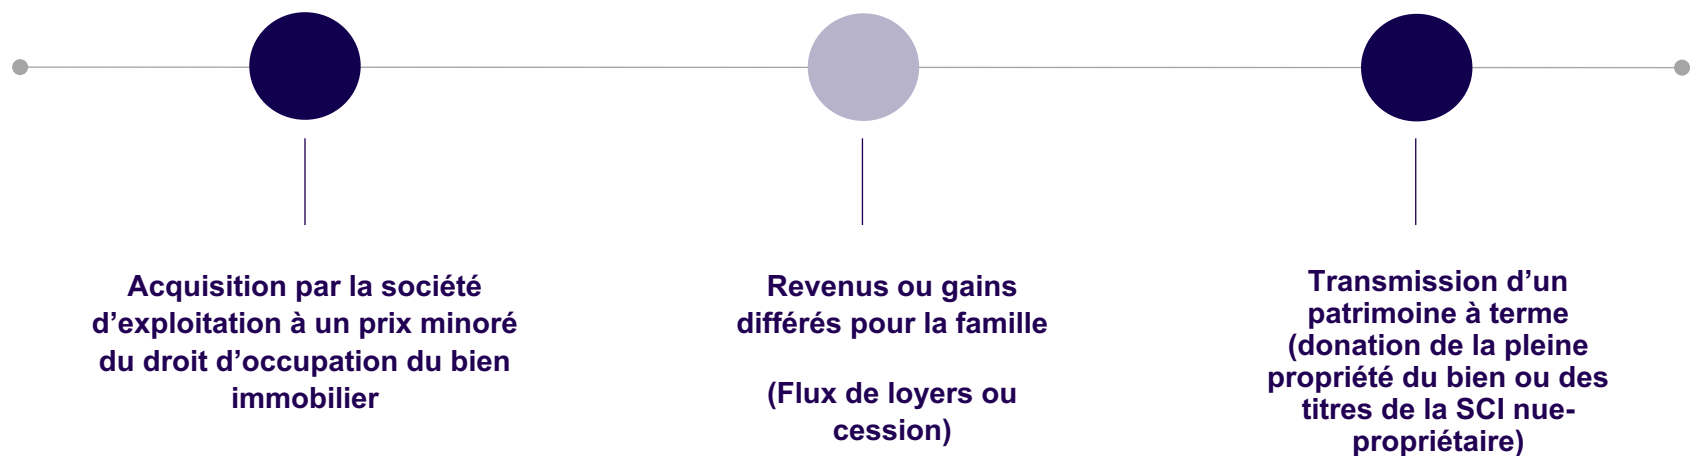 Acquisition par la société
d’exploitation à un prix minoré
du droit d’occupation du bien
immobilier
Revenus ou gains
différés pour la famille
(Flux de loyers ou
cession)
Transmission d’un
patrimoine à terme
(donation de la pleine
propriété du bien ou des
titres de la SCI nue-
propriétaire)